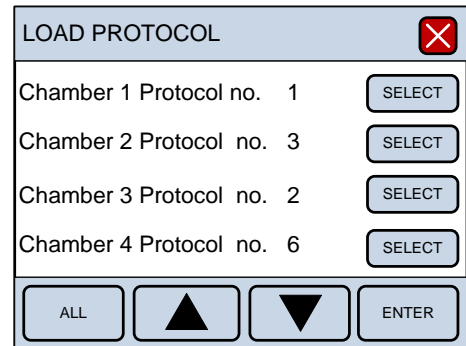 LOAD PROTOCOL
Chamber 1 Protocol no. 1 SELECT
Chamber 2 Protocol no. 3 SELECT
Chamber 3 Protocol no. 2 SELECT
Chamber 4 Protocol no. 6 SELECT
ALL ENTER